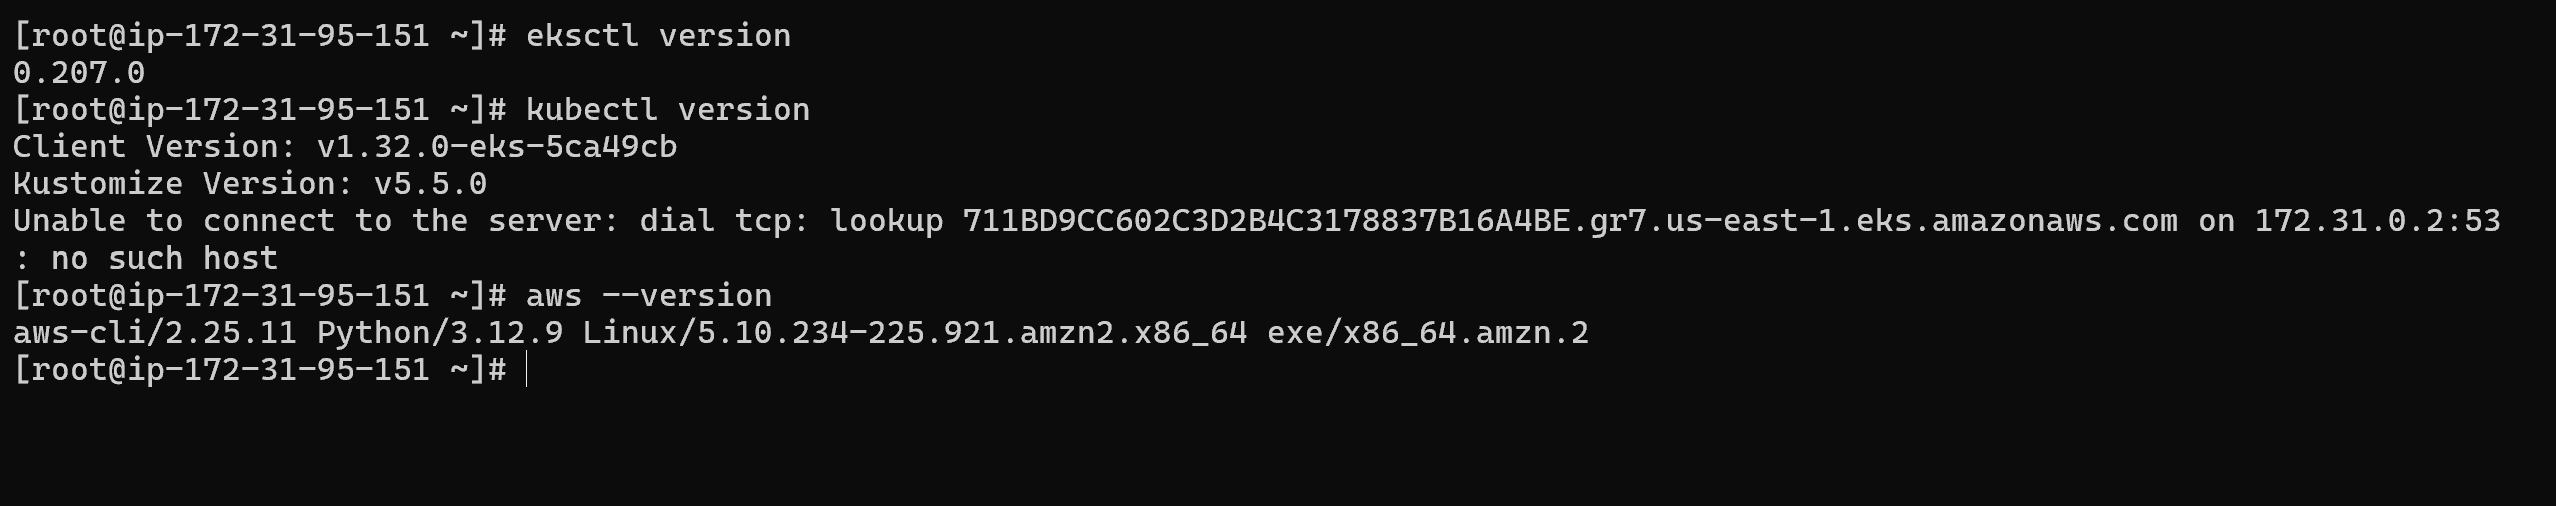 [root@ip-172-31-95-151 ~]# eksctl version
0.207.0
[root@ip-172-31-95-151 ~]# kubectl version
Client Version: v1.32.0-eks-5ca49cb
Kustomize Version: v5.5.0
Unable to connect to the server: dial tcp: lookup 711BD9CC602C3D2B4C3178837B16A4BE.gr7.us-east-1.eks.amazonaws.com on 172.31.0.2:53
: no such host
[root@ip-172-31-95-151 ~]# aws --version
aws-cli/2.25.11 Python/3.12.9 Linux/5.10.234-225.921.amzn2.x86_64 exe/x86_64.amzn.2
[root@ip-172-31-95-151 ~]#